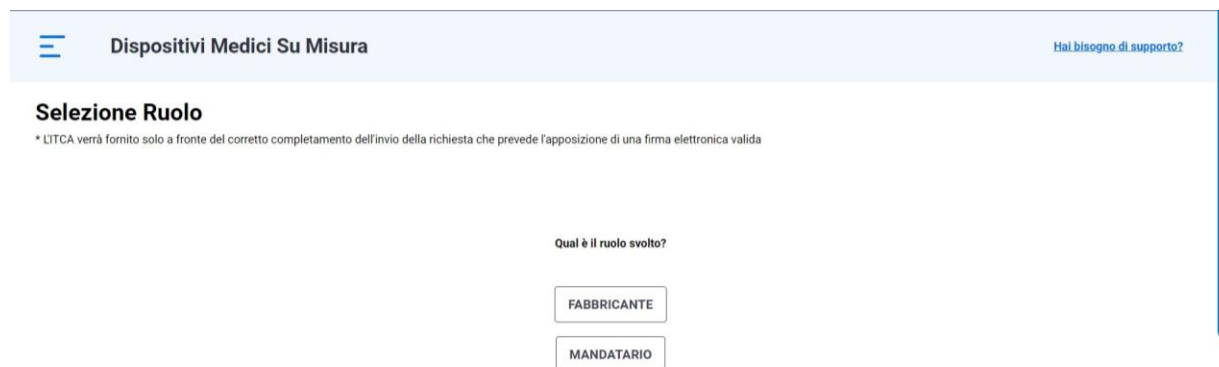 Dispositivi Medici Su Misura
Hai bisogno di supporto?
Selezione Ruolo
* L'ITCA verrà fornito solo a fronte del corretto completamento dell'invio della richiesta che prevede l'apposizione di una firma elettronica valida
Qual è il ruolo svolto?
FABBRICANTE
MANDATARIO